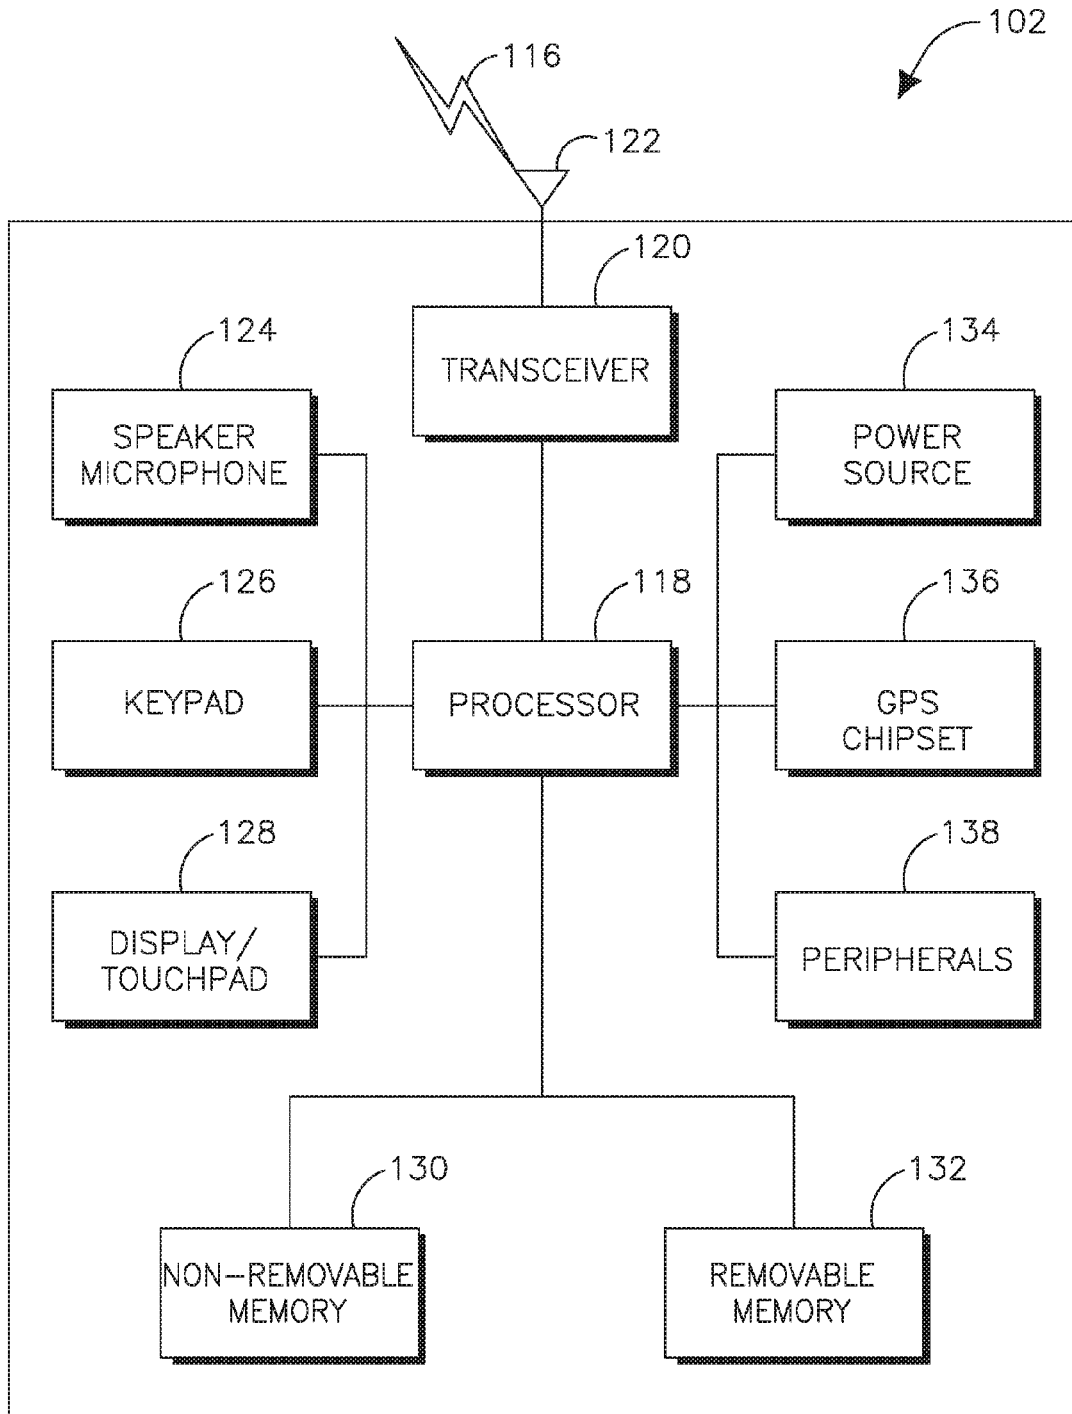 102
116
122
120
TRANSCEIVER
124
SPEAKER
MICROPHONE
134
POWER
SOURCE
126
KEYPAD
118
PROCESSOR
136
GPS
CHIPSET
128
DISPLAY/
TOUCHPAD
138
PERIPHERALS
130
NON-REMOVABLE
MEMORY
132
REMOVABLE
MEMORY